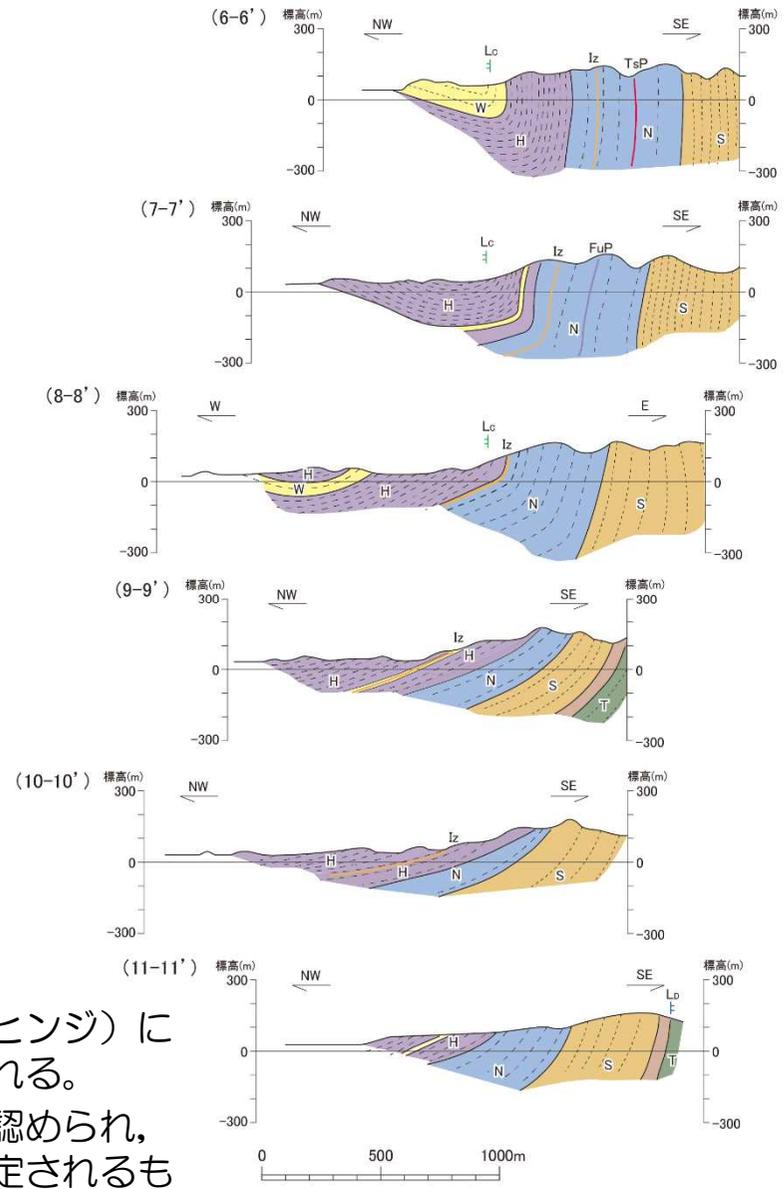 (6-6') 標高(m) NW SE 標高(m)
300 300
Lc Iz TsP
0 W H N S 0
-300 -300
(7-7') 標高(m) NW SE 標高(m)
300 300
Lc Iz FuP
0 H N S 0
-300 -300
(8-8') 標高(m) W E 標高(m)
300 300
Lc Iz
0 H W H N S 0
-300 -300
(9-9') 標高(m) NW SE 標高(m)
300 300
Iz
0 H H N S T 0
-300 -300
(10-10') 標高(m) NW SE 標高(m)
300 300
Iz
0 H H N S 0
-300 -300
(11-11') 標高(m) NW SE 標高(m)
300 300
LD
0 H N S T 0
-300 -300
ヒンジ）に
れる。
認められ，
定されるも
0 500 1000m